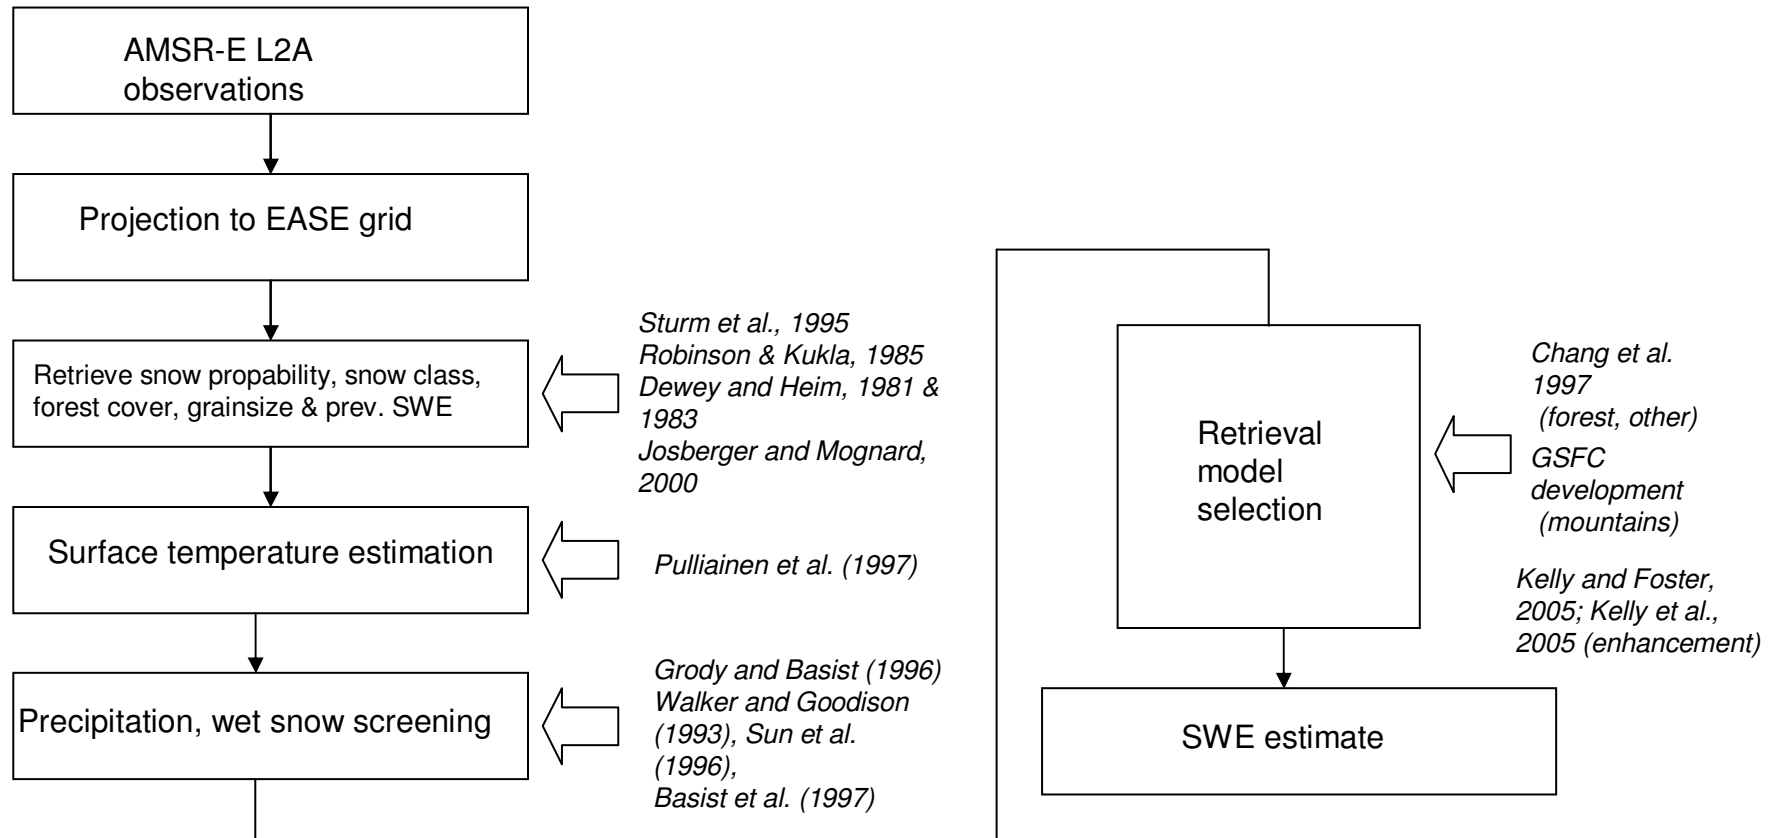 AMSR-E L2A
observations
Projection to EASE grid
Retrieve snow propability, snow class,
forest cover, grainsize & prev. SWE
Sturm et al., 1995
Robinson & Kukla, 1985
Dewey and Heim, 1981 &
1983
Josberger and Mognard,
2000
Surface temperature estimation
Pulliainen et al. (1997)
Precipitation, wet snow screening
Grody and Basist (1996)
Walker and Goodison
(1993), Sun et al.
(1996),
Basist et al. (1997)
Retrieval
model
selection
Chang et al.
1997
(forest, other)
GSFC
development
(mountains)
Kelly and Foster,
2005; Kelly et al.,
2005 (enhancement)
SWE estimate